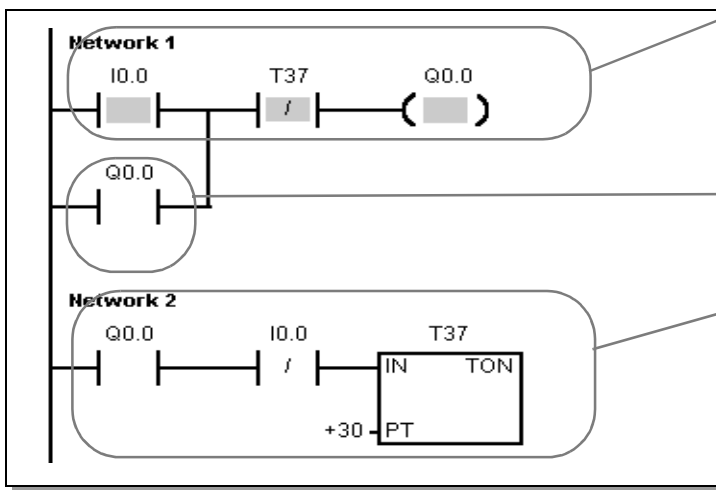 Network 1
I0.0 T37 Q0.0
/
Q0.0
Network 2
Q0.0 I0.0 T37
/ IN TON
+30 PT